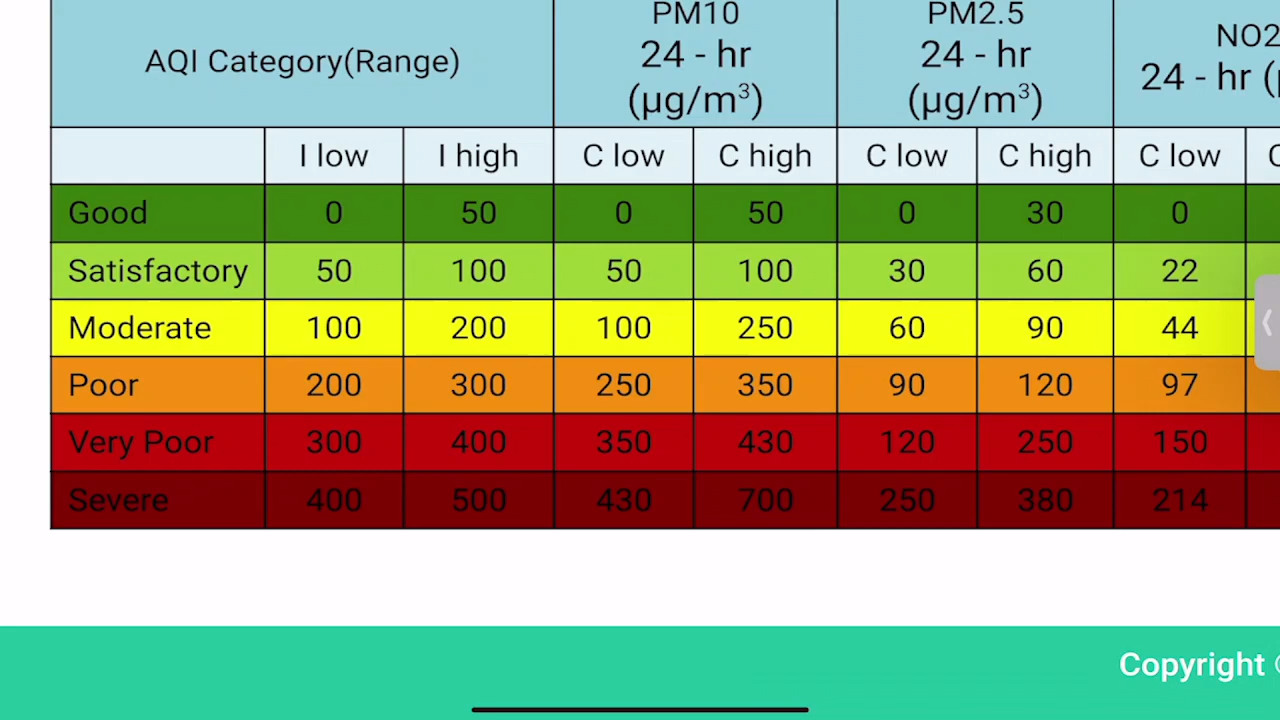 AQI Category(Range)
PM10
24 - hr
(µg/m³)
PM2.5
24 - hr
(µg/m³)
NO2
24 - hr (
I low I high C low C high C low C high C low
Good 0 50 0 50 0 30 0
Satisfactory 50 100 50 100 30 60 22
Moderate 100 200 100 250 60 90 44
Poor 200 300 250 350 90 120 97
Very Poor 300 400 350 430 120 250 150
Severe 400 500 430 700 250 380 214
Copyright